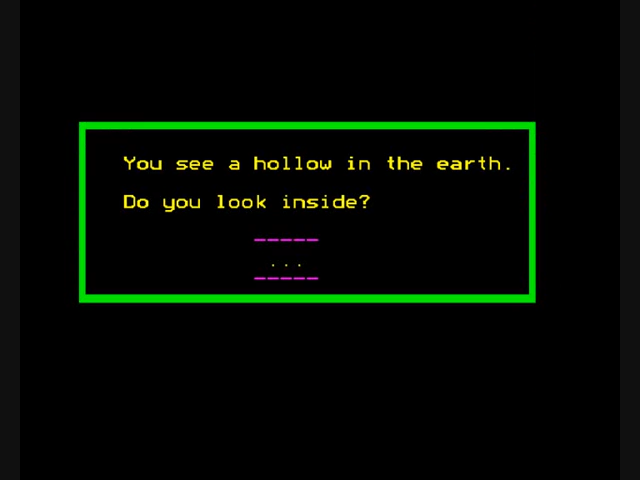 You see a hollow in the earth.
Do you look inside?
-----
...
-----